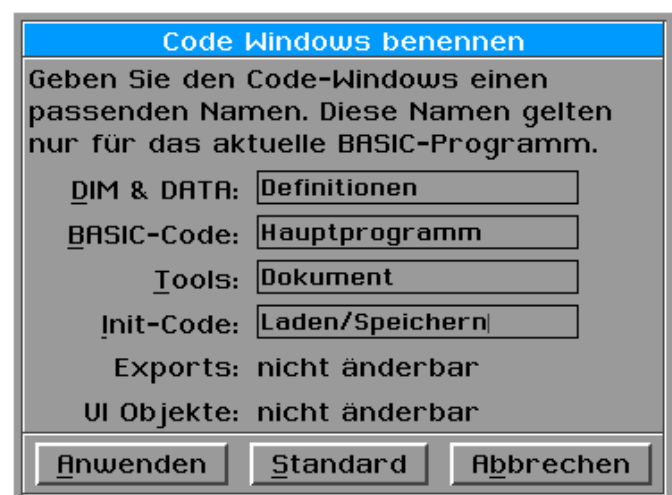 Code Windows benennen
Geben Sie den Code-Windows einen
passenden Namen. Diese Namen gelten
nur für das aktuelle BASIC-Programm.
DIM & DATA: Definitionen
BASIC-Code: Hauptprogramm
Tools: Dokument
Init-Code: Laden/Speichern
Exports: nicht änderbar
UI Objekte: nicht änderbar
Anwenden Standard Abbrechen